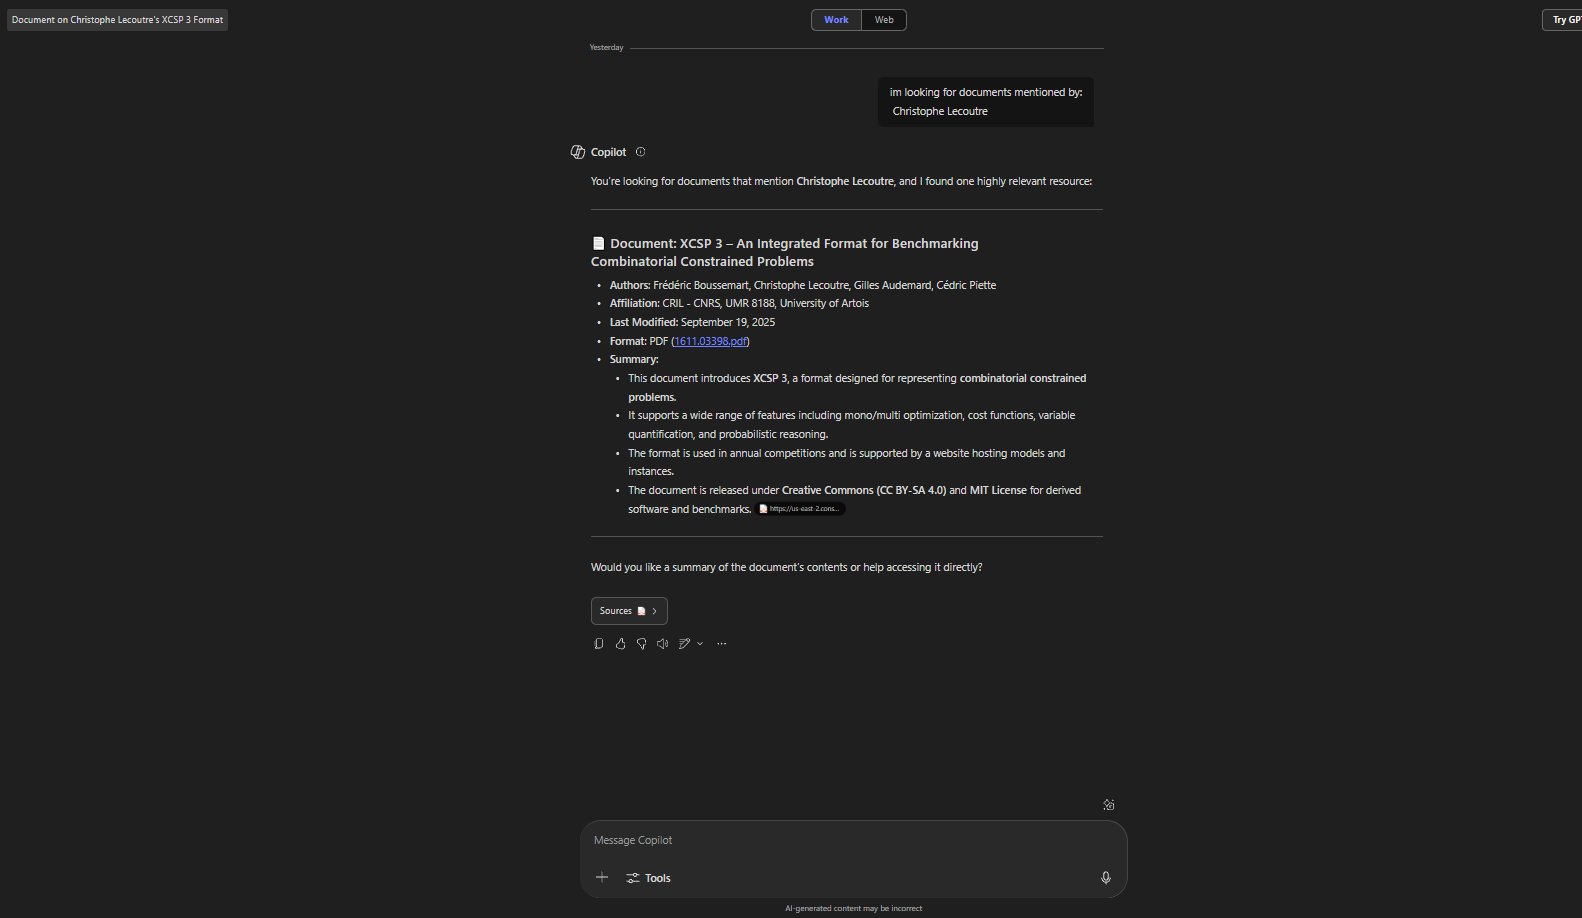 Document on Christophe Lecoutre's XCSP 3 Format
Work
Web
Try GP
Yesterday
im looking for documents mentioned by:
Christophe Lecoutre
Copilot
You're looking for documents that mention Christophe Lecoutre, and I found one highly relevant resource:
Document: XCSP 3 – An Integrated Format for Benchmarking
Combinatorial Constrained Problems
• Authors: Frédéric Boussemart, Christophe Lecoutre, Gilles Audemard, Cédric Piette
• Affiliation: CRIL - CNRS, UMR 8188, University of Artois
• Last Modified: September 19, 2025
• Format: PDF (1611.03398.pdf)
• Summary:
• This document introduces XCSP 3, a format designed for representing combinatorial constrained
problems.
• It supports a wide range of features including mono/multi optimization, cost functions, variable
quantification, and probabilistic reasoning.
• The format is used in annual competitions and is supported by a website hosting models and
instances.
• The document is released under Creative Commons (CC BY-SA 4.0) and MIT License for derived
software and benchmarks. https://us-east-2.cons...
Would you like a summary of the document's contents or help accessing it directly?
Sources
Message Copilot
Tools
AI-generated content may be incorrect